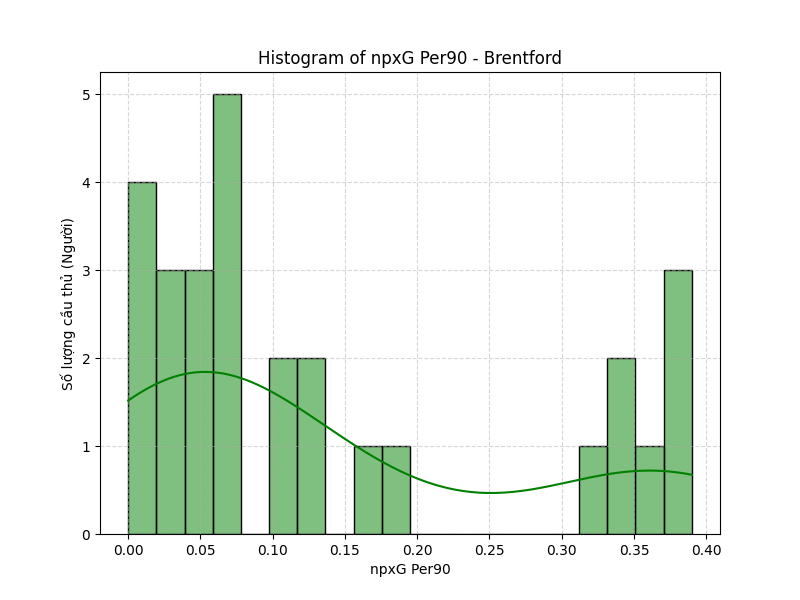 Histogram of npxG Per90 - Brentford
Số lượng cầu thủ (Người)
5
4
3
2
1
0
0.00 0.05 0.10 0.15 0.20 0.25 0.30 0.35 0.40
npxG Per90